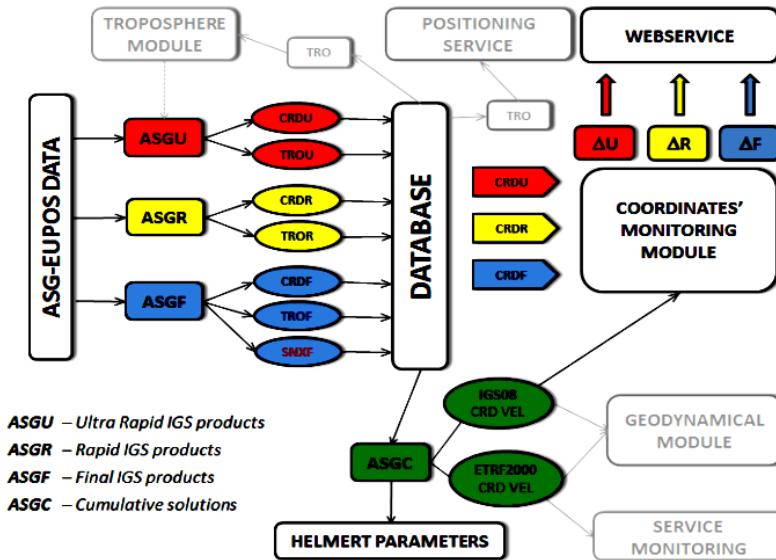 TROPOSPHERE
MODULE
TRO
POSITIONING
SERVICE
TRO
WEBSERVICE
ASG-EUPOS DATA
ASGU
CRDU
TROU
ASGR
CRDR
TROR
ASGF
CRDF
TROF
SNXF
DATABASE
CRDU
CRDR
CRDF
ΔU
ΔR
ΔF
COORDINATES'
MONITORING
MODULE
IGS08
CRD VEL
ETRF2000
CRD VEL
ASGC
GEODYNAMICAL
MODULE
SERVICE
MONITORING
HELMERT PARAMETERS
ASGU – Ultra Rapid IGS products
ASGR – Rapid IGS products
ASGF – Final IGS products
ASGC – Cumulative solutions